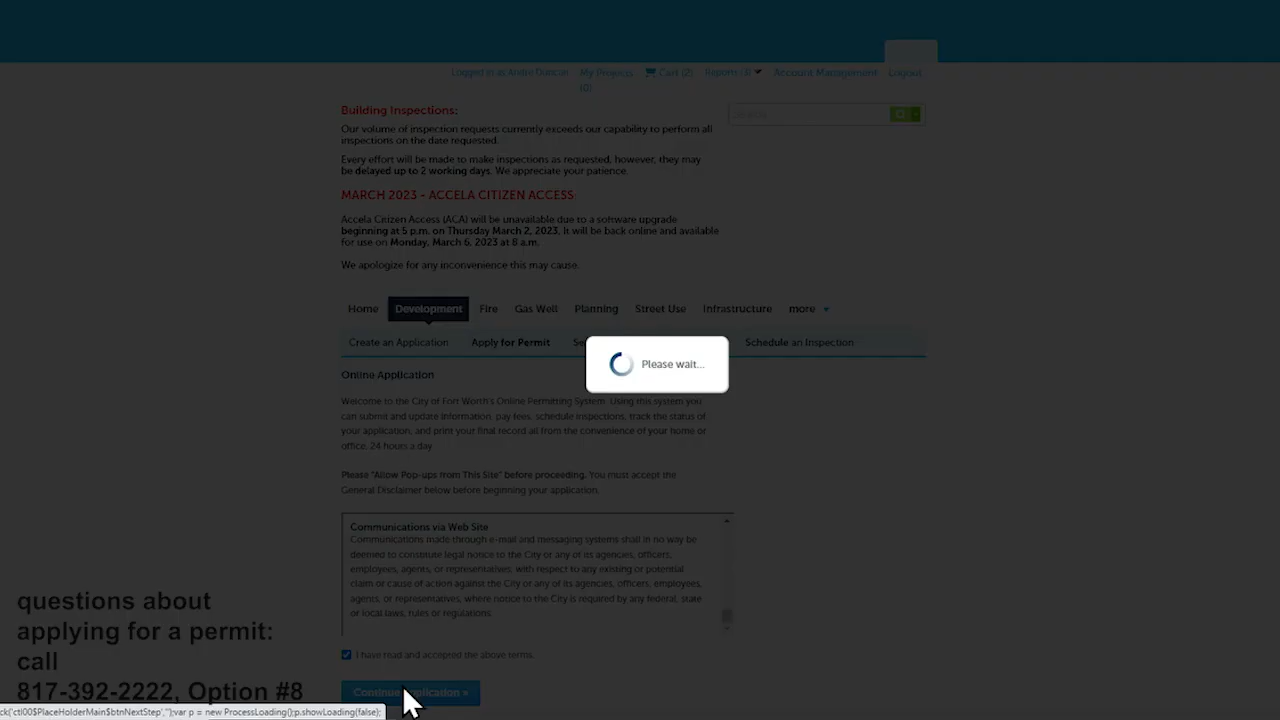 Logged in as Andre Duncan My Projects (0) Cart (2) Reports (1) Account Management Logout
Building Inspections:
Our volume of inspection requests currently exceeds our capability to perform all
inspections on the date requested.
Every effort will be made to make inspections as requested, however, they may
be delayed up to 2 working days. We appreciate your patience.
MARCH 2023 - ACCELA CITIZEN ACCESS
Accela Citizen Access (ACA) will be unavailable due to a software upgrade
beginning at 5 p.m. on Thursday March 2, 2023. It will be back online and available
for use on Monday, March 6, 2023 at 8 a.m.
We apologize for any inconvenience this may cause.
Search...
Home Development Fire Gas Well Planning Street Use Infrastructure more
Create an Application Apply for Permit Schedule an Inspection
Please wait...
Online Application
Welcome to the City of Fort Worth's Online Permitting System. Using this system you
can submit and update information, pay fees, schedule inspections, track the status of
your application, and print your final record all from the convenience of your home or
office, 24 hours a day.
Please "Allow Pop-ups from This Site" before proceeding. You must accept the
General Disclaimer below before beginning your application.
Communications via Web Site
Communications made through e-mail and messaging systems shall in no way be
deemed to constitute legal notice to the City or any of its agencies, officers,
employees, agents, or representatives, with respect to any existing or potential
claim or cause of action against the City or any of its agencies, officers, employees,
agents, or representatives, where notice to the City is required by any federal, state
or local laws, rules or regulations.
I have read and accepted the above terms.
Continue Application »
questions about
applying for a permit:
call
817-392-2222, Option #8
ck('ctl00$PlaceHolderMain$btnNextStep','');var p = new ProcessLoading();p.showLoading(false);